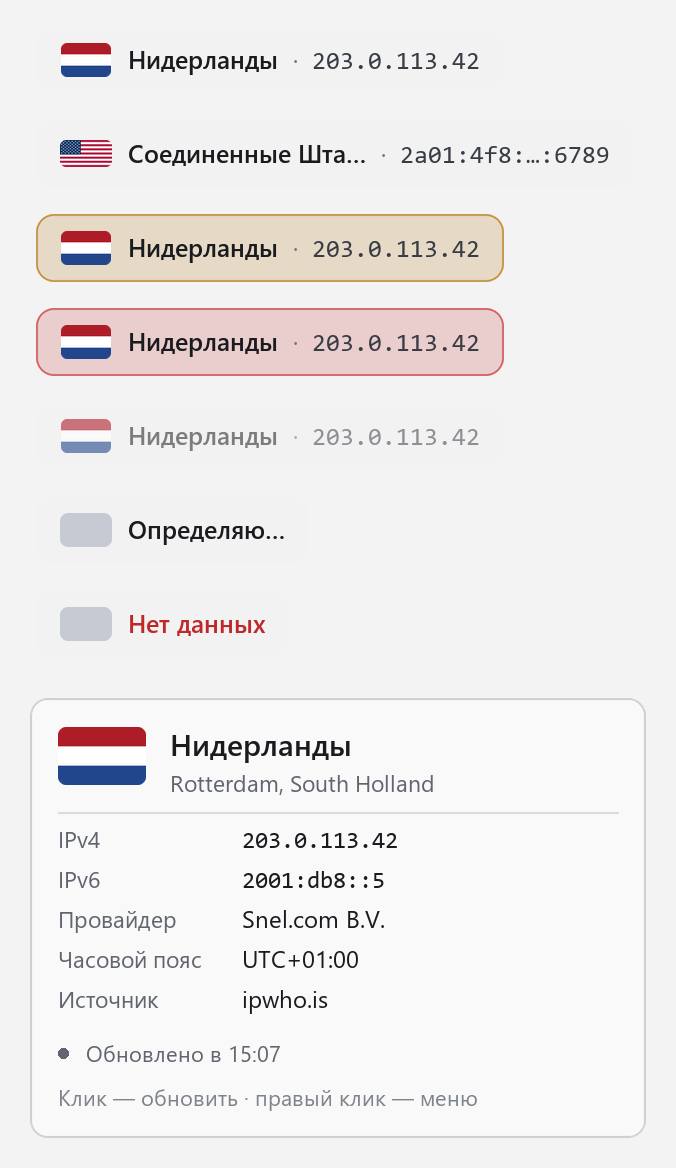 Нидерланды · 203.0.113.42
Соединенные Шта... · 2a01:4f8:…:6789
Нидерланды · 203.0.113.42
Нидерланды · 203.0.113.42
Нидерланды · 203.0.113.42
Определяю...
Нет данных
Нидерланды
Rotterdam, South Holland
IPv4 203.0.113.42
IPv6 2001:db8::5
Провайдер Snel.com B.V.
Часовой пояс UTC+01:00
Источник ipwho.is
Обновлено в 15:07
Клик — обновить · правый клик — меню